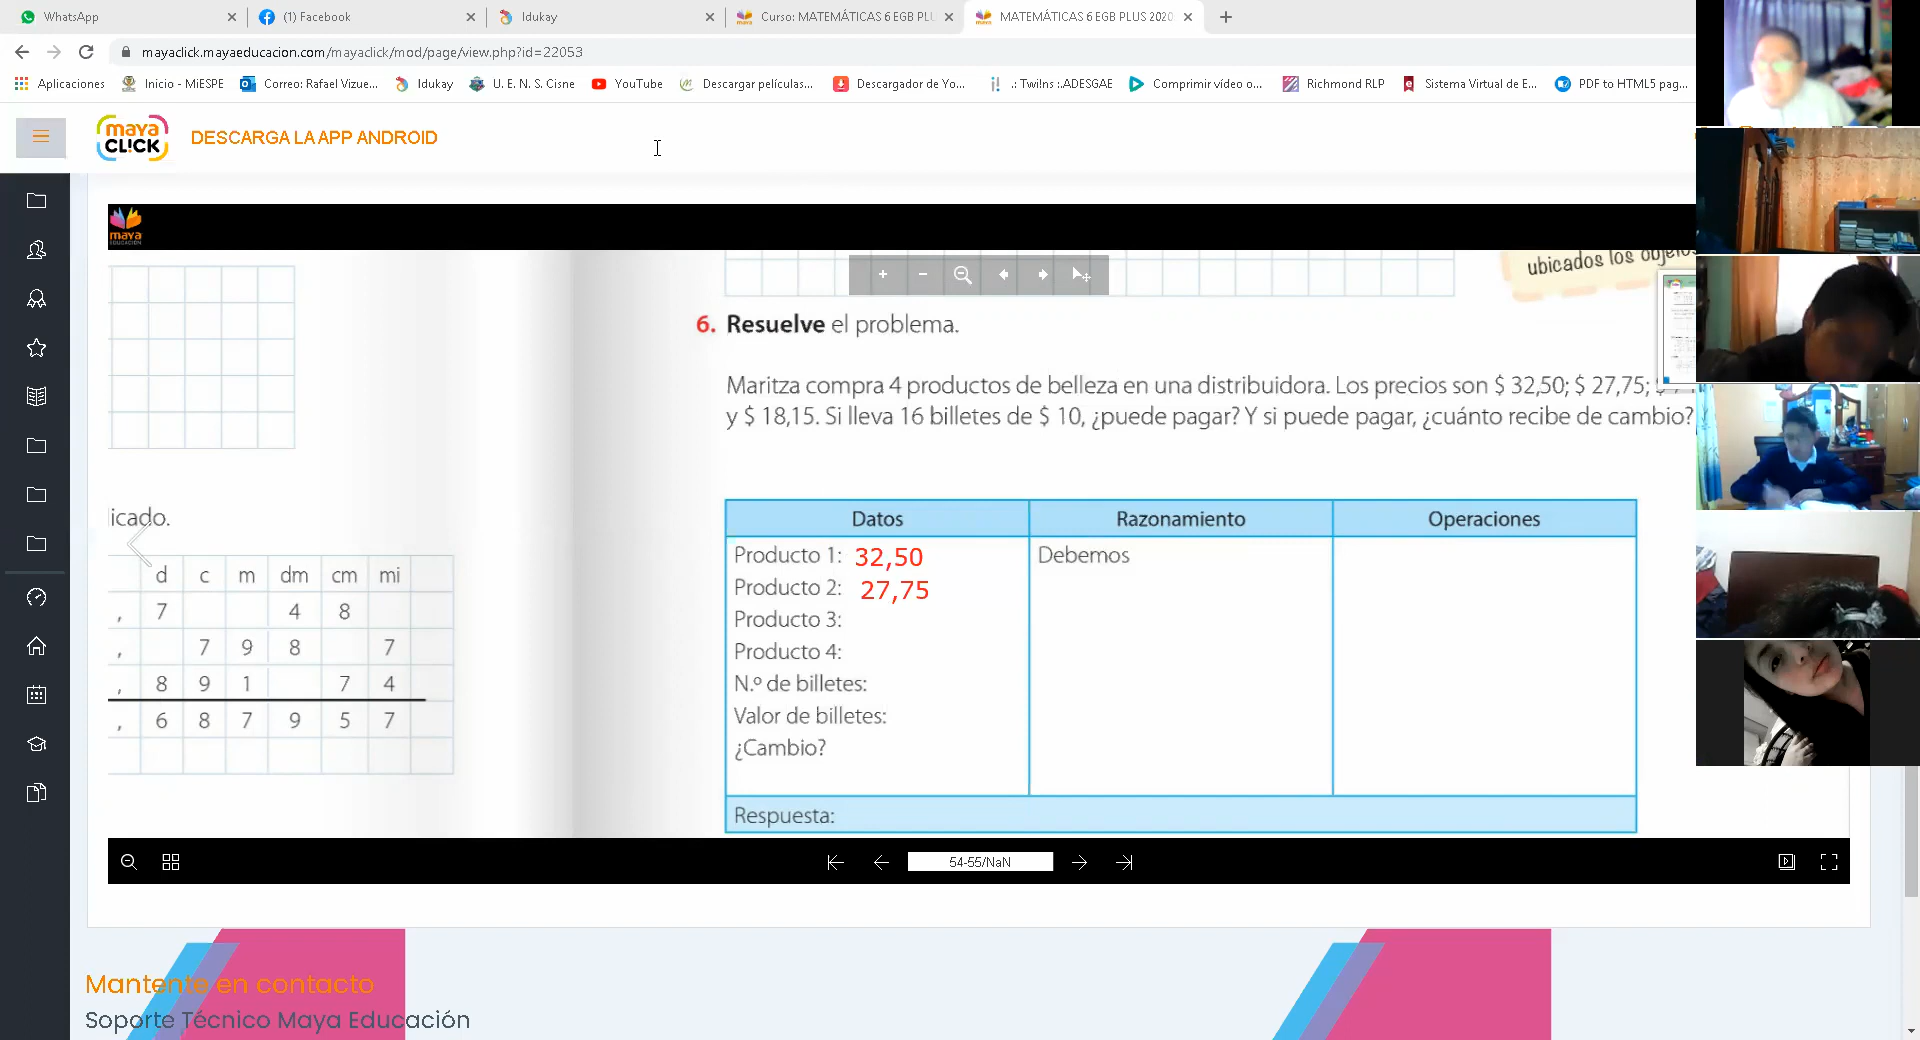 WhatsApp
(1) Facebook
Idukay
Curso: MATEMÁTICAS 6 EGB PLU
MATEMÁTICAS 6 EGB PLUS 2020
mayaclick.mayaeducacion.com/mayaclick/mod/page/view.php?id=22053
Aplicaciones
Inicio - MiESPE
Correo: Rafael Vizue...
Idukay
U. E. N. S. Cisne
YouTube
Descargar películas...
Descargador de Yo...
.: Twi!ns :.ADESGAE
Comprimir vídeo o...
Richmond RLP
Sistema Virtual de E...
PDF to HTML5 pag...
maya
CLICK
DESCARGA LA APP ANDROID
maya
EDUCACIÓN
ubicados los objetos
6. Resuelve el problema.
Maritza compra 4 productos de belleza en una distribuidora. Los precios son $ 32,50; $ 27,75;
y $ 18,15. Si lleva 16 billetes de $ 10, ¿puede pagar? Y si puede pagar, ¿cuánto recibe de cambio?
icado.
d c m dm cm mi
, 7 4 8
, 7 9 8 7
, 8 9 1 7 4
, 6 8 7 9 5 7
Datos Razonamiento Operaciones
Producto 1: 32,50 Debemos
Producto 2: 27,75
Producto 3:
Producto 4:
N.º de billetes:
Valor de billetes:
¿Cambio?
Respuesta:
54-55/NaN
Mantente en contacto
Soporte Técnico Maya Educación